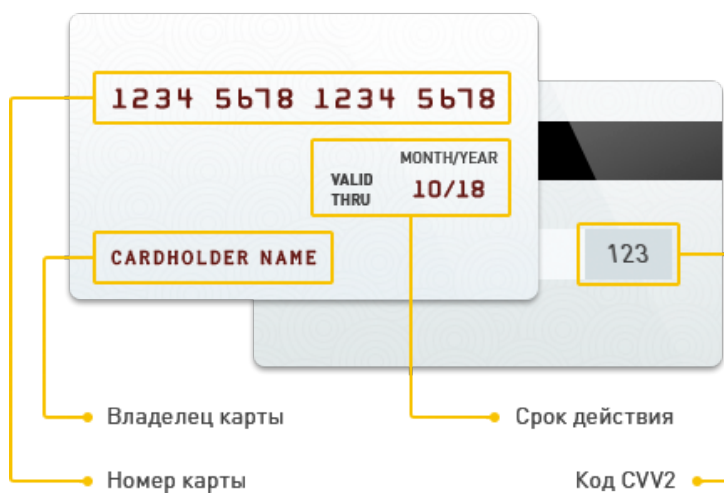 1234 5678 1234 5678
MONTH/YEAR
VALID THRU 10/18
CARDHOLDER NAME
123
Владелец карты
Срок действия
Номер карты
Код CVV2